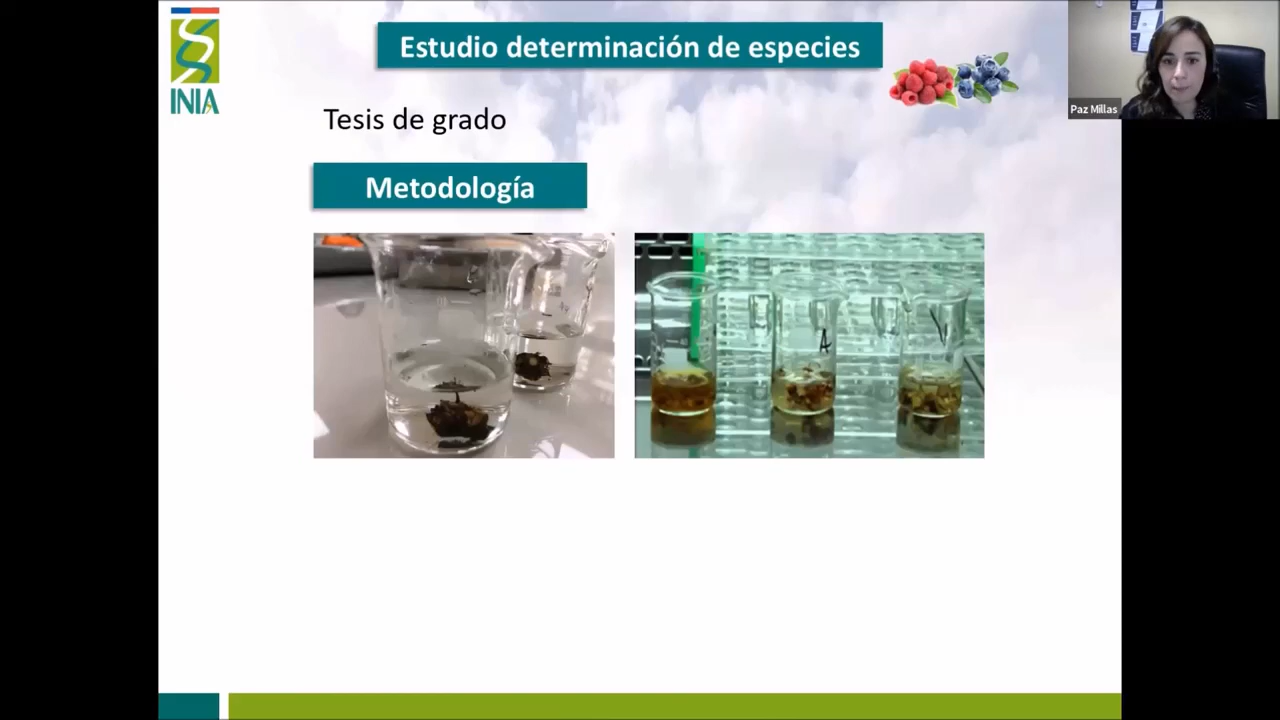 INIA
Estudio determinación de especies
Paz Millas
Tesis de grado
Metodología
A
V